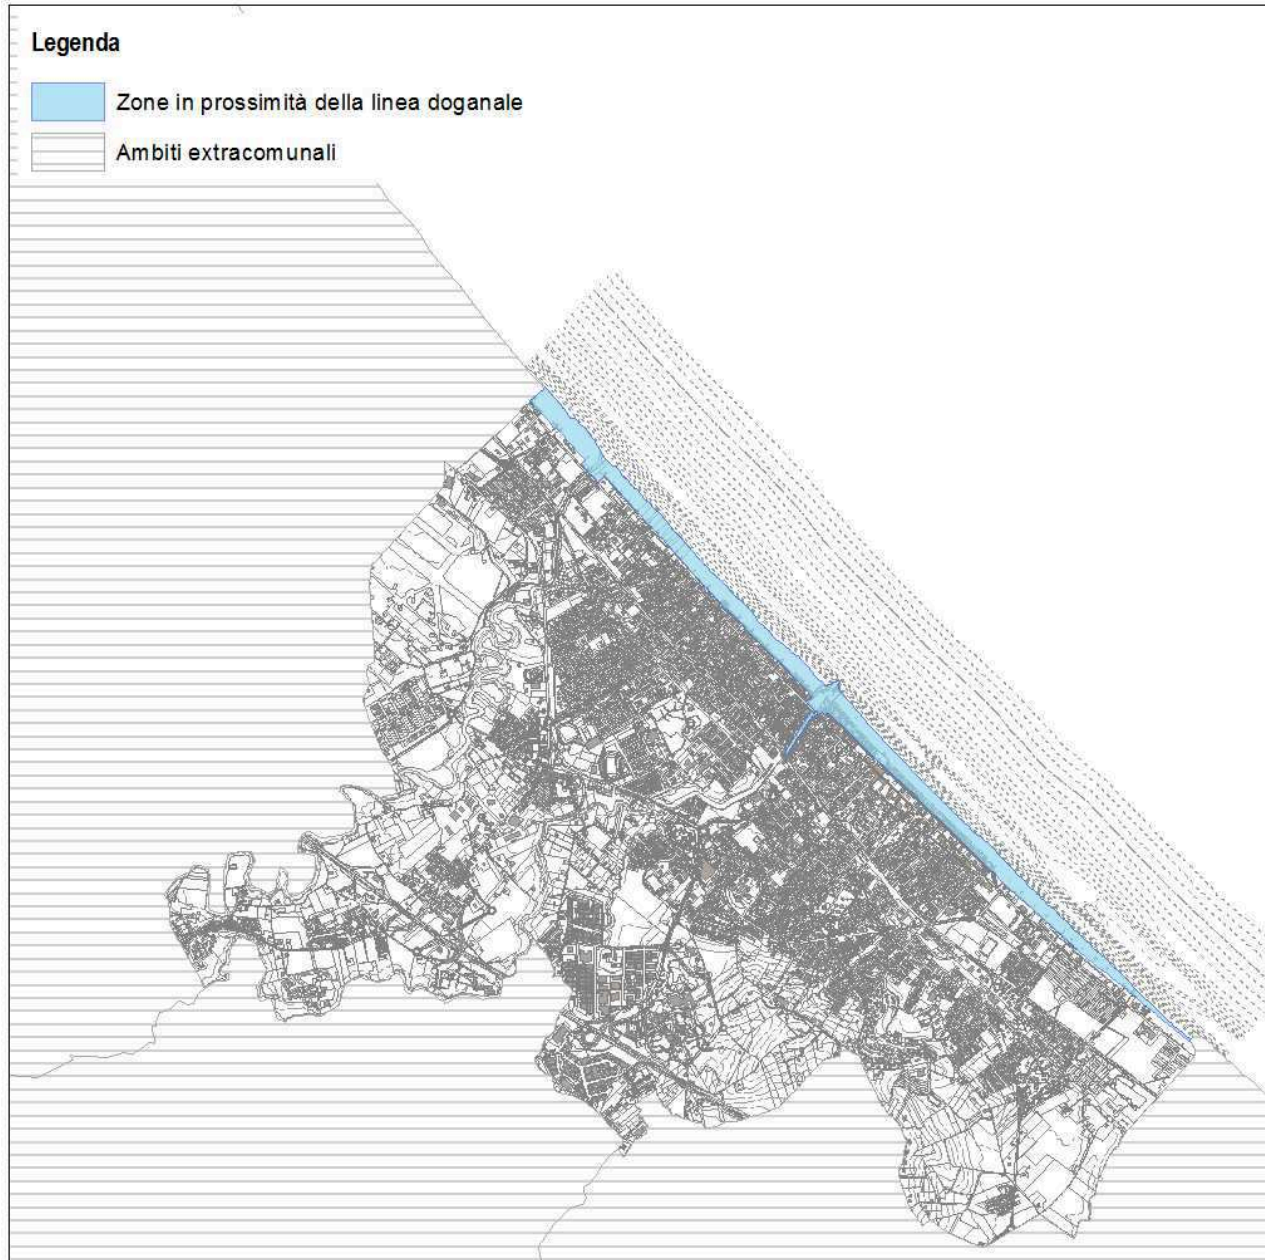 Legenda
Zone in prossimità della linea doganale
Ambiti extracomunali